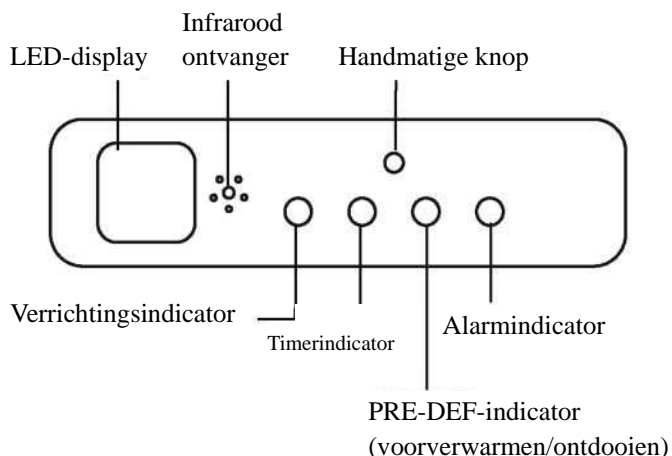 Infrarood
LED-display
ontvanger
Handmatige knop
Verrichtingsindicator
Timerindicator
Alarmindicator
PRE-DEF-indicator
(voorverwarmen/ontdooien)